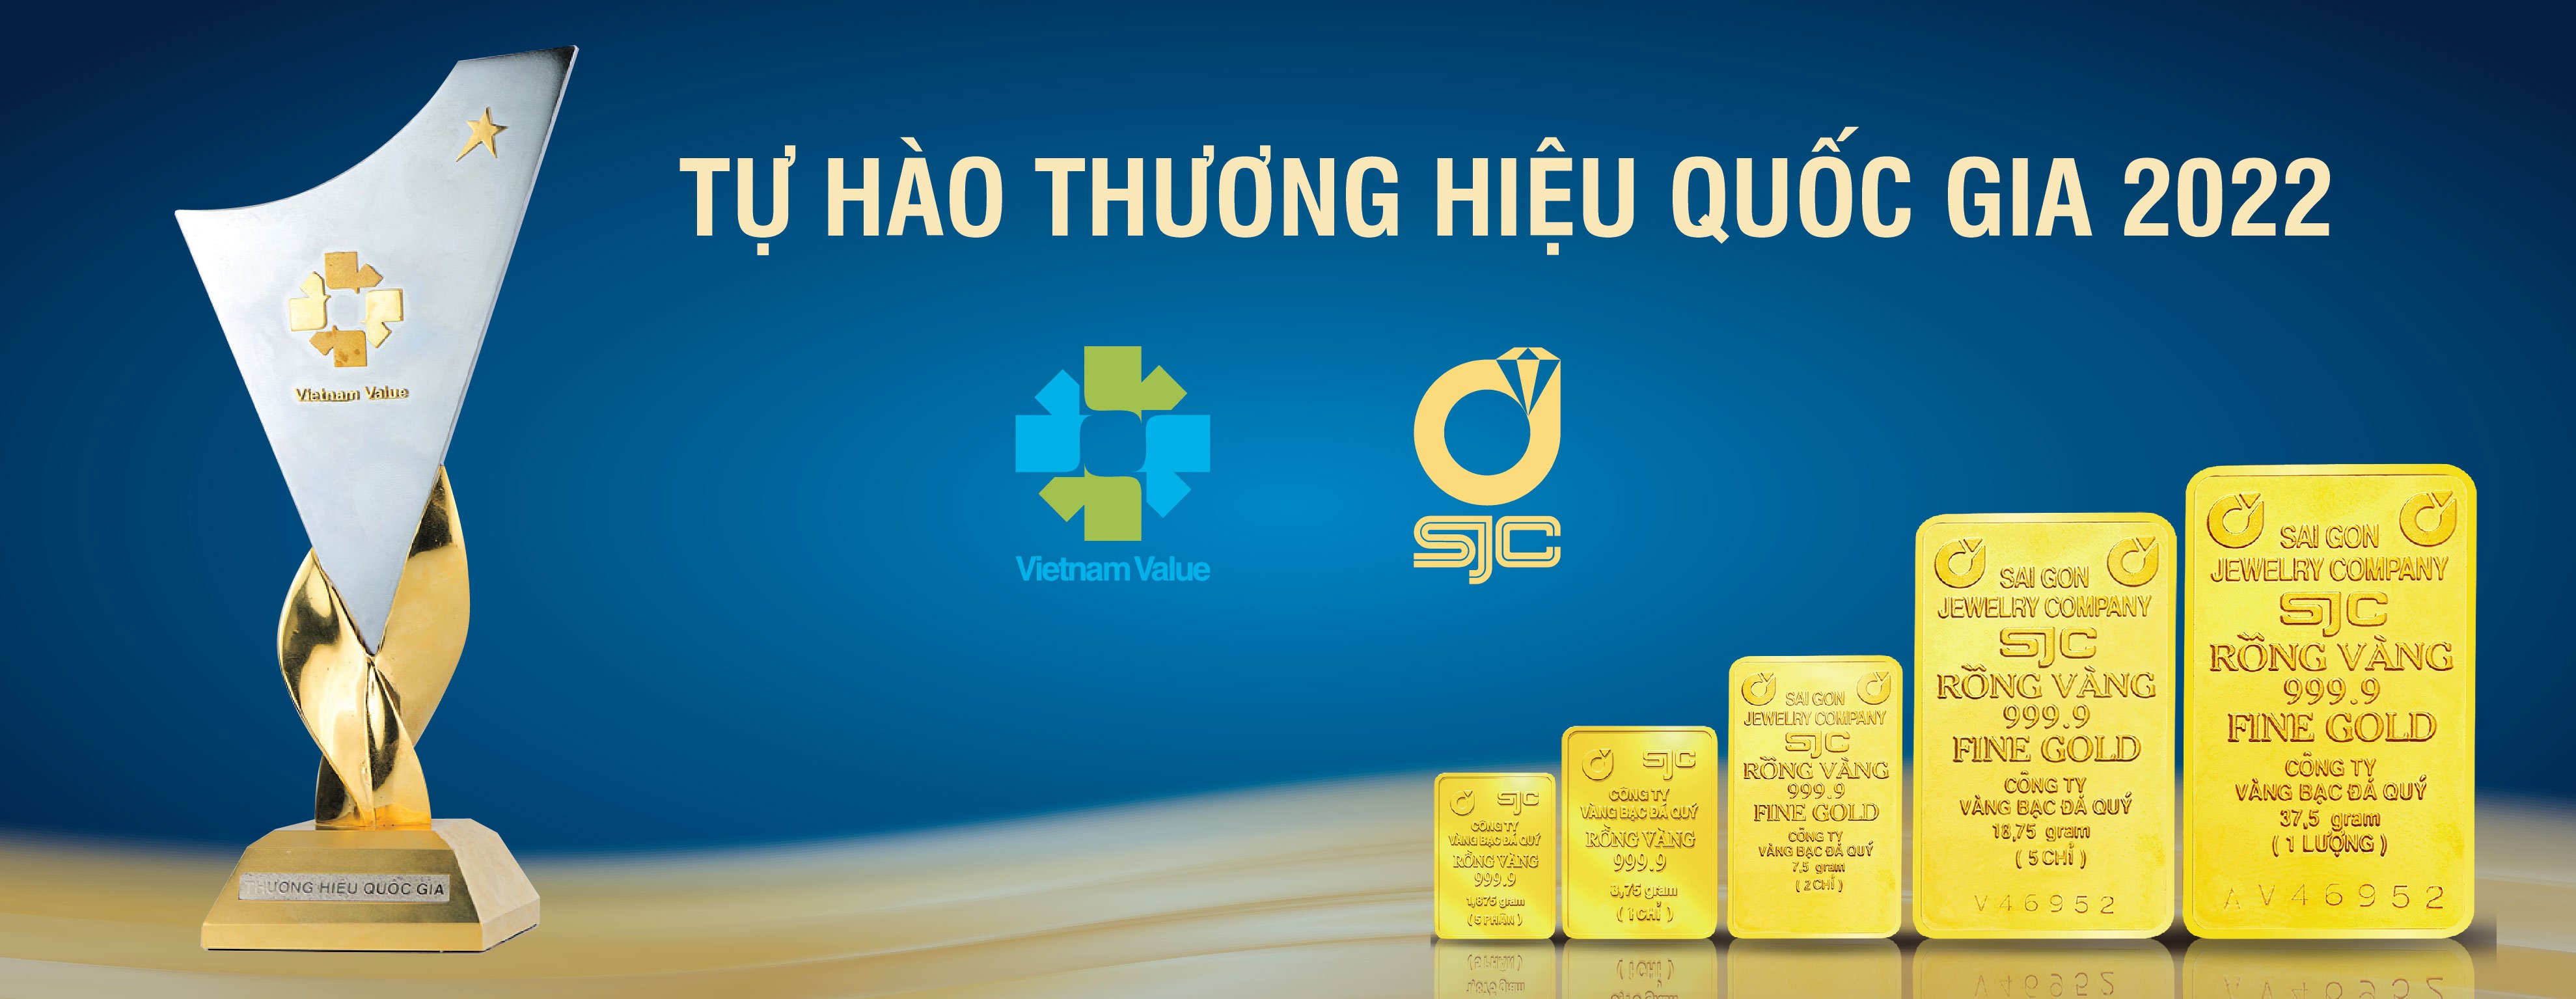 TỰ HÀO THƯƠNG HIỆU QUỐC GIA 2022
Vietnam Value
THƯƠNG HIỆU QUỐC GIA
Vietnam Value
SJC
SJC
CÔNG TY
VÀNG BẠC ĐÁ QUÝ
RỒNG VÀNG
999.9
1,875 gram
( 5 PHÂN )
SJC
CÔNG TY
VÀNG BẠC ĐÁ QUÝ
RỒNG VÀNG
999.9
3,75 gram
( 1 CHỈ )
SAI GON
JEWELRY COMPANY
SJC
RỒNG VÀNG
999.9
FINE GOLD
CÔNG TY
VÀNG BẠC ĐÁ QUÝ
7,5 gram
( 2 CHỈ )
SAI GON
JEWELRY COMPANY
SJC
RỒNG VÀNG
999.9
FINE GOLD
CÔNG TY
VÀNG BẠC ĐÁ QUÝ
18,75 gram
( 5 CHỈ )
V46952
SAI GON
JEWELRY COMPANY
SJC
RỒNG VÀNG
999.9
FINE GOLD
CÔNG TY
VÀNG BẠC ĐÁ QUÝ
37,5 gram
( 1 LƯỢNG )
AV46952